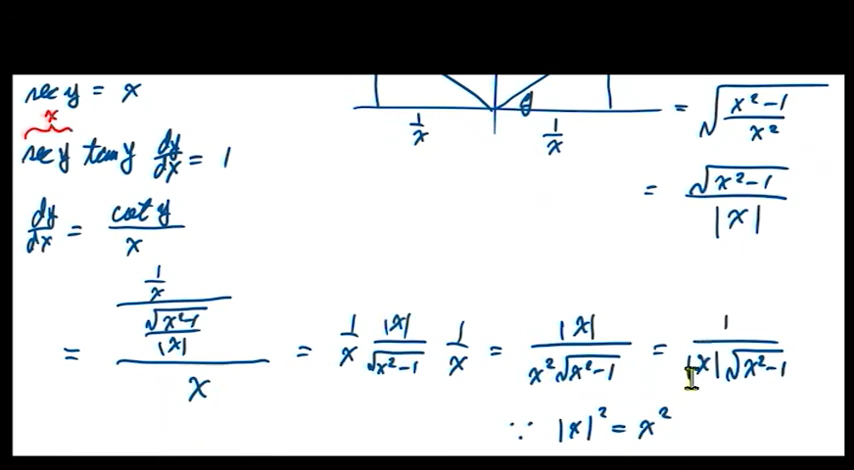 sec y = x
x
sec y tan y dy/dx = 1
dy/dx = cot y / x
= ((1/x) / (√(x²-1) / |x|)) / x = 1/x |x|/√(x²-1) 1/x = |x| / (x²√(x²-1)) = 1 / (|x|√(x²-1))
∵ |x|² = x²
1/x 1/x θ
= √((x²-1)/x²)
= √(x²-1) / |x|